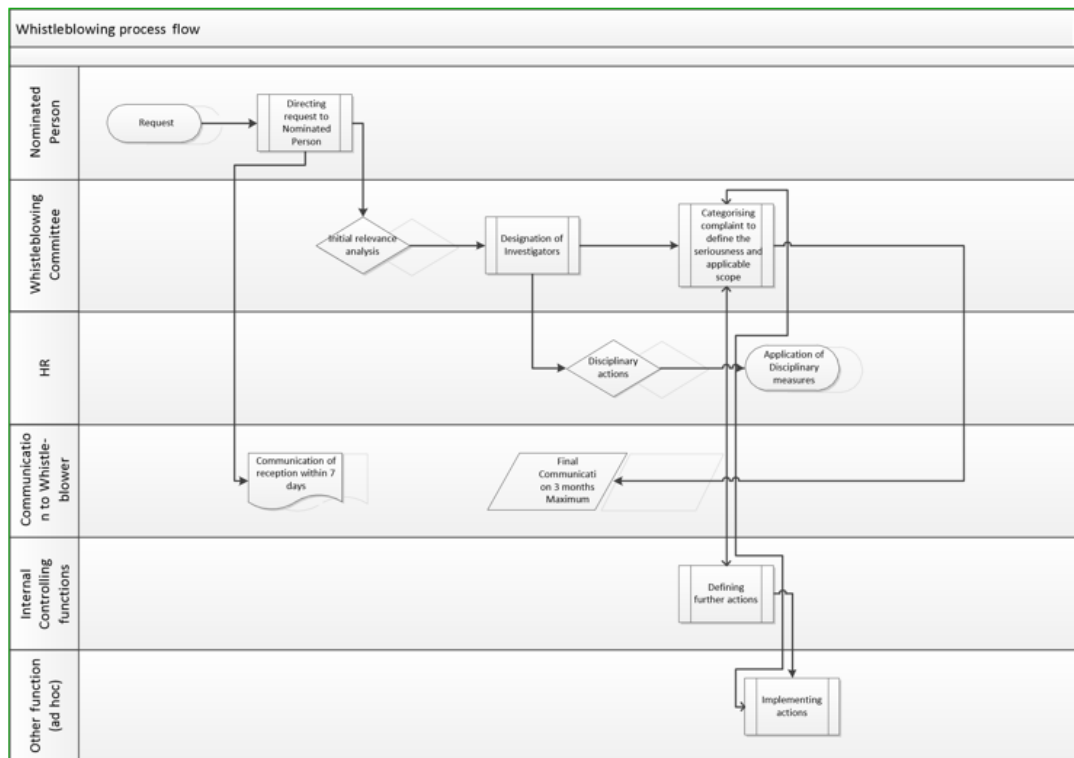 Whistleblowing process flow
Nominated
Person
Request
Directing
request to
Nominated
Person
Whistleblowing
Committee
Initial relevance
analysis
Designation of
Investigators
Categorising
complaint to
define the
seriousness and
applicable
scope
HR
Disciplinary
actions
Application of
Disciplinary
measures
Communicatio
n to Whistle-
blower
Communication of
reception within 7
days
Final
Communicati
on 3 months
Maximum
Internal
Controlling
functions
Defining
further actions
Other function
(ad hoc)
Implementing
actions